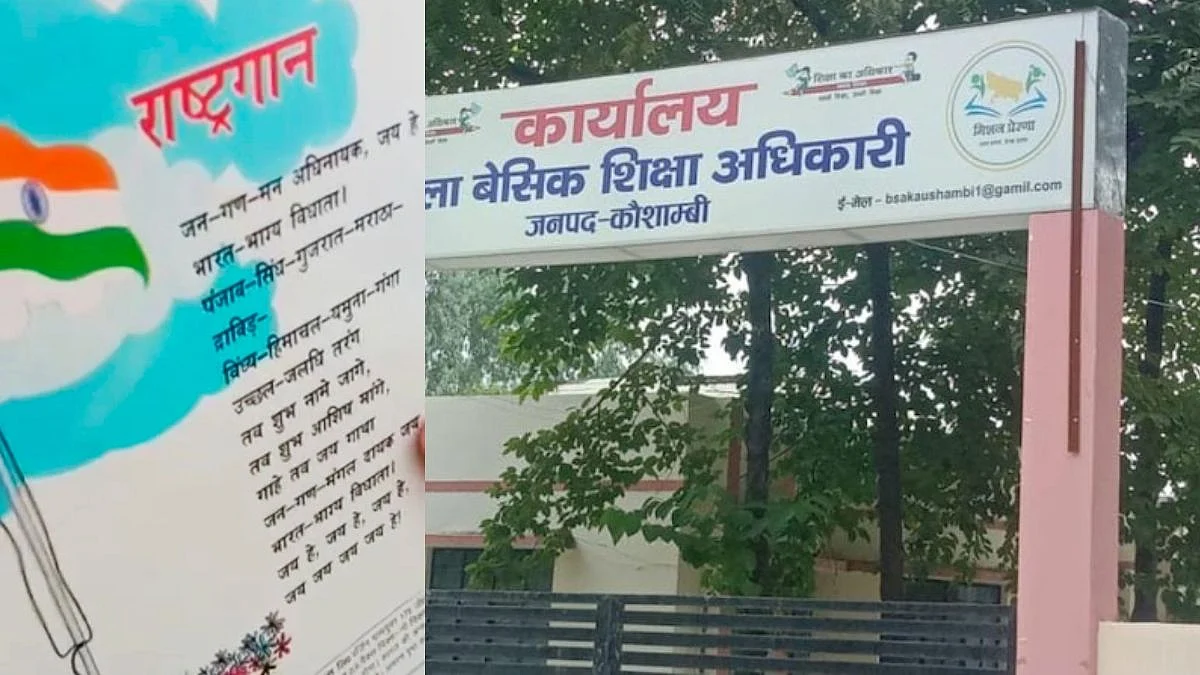 राष्ट्रगान
जन-गण-मन अधिनायक, जय हे
भारत-भाग्य विधाता।
पंजाब-सिंध-गुजरात-मराठा-
द्राविड़-
विंध्य-हिमाचल-यमुना-गंगा
उच्छल-जलधि तरंग
तव शुभ नामे जागे,
तव शुभ आशिष मांगे,
गाहे तव जय गाथा
जन-गण-मंगल दायक जय
भारत-भाग्य विधाता।
जय हे, जय हे, जय हे,
जय जय जय जय हे!
शिक्षा का अधिकार
कार्यालय
ला बेसिक शिक्षा अधिकारी
जनपद-कौशाम्बी
ई-मेल - bsakaushambi1@gamil.com
मिशन प्रेरणा